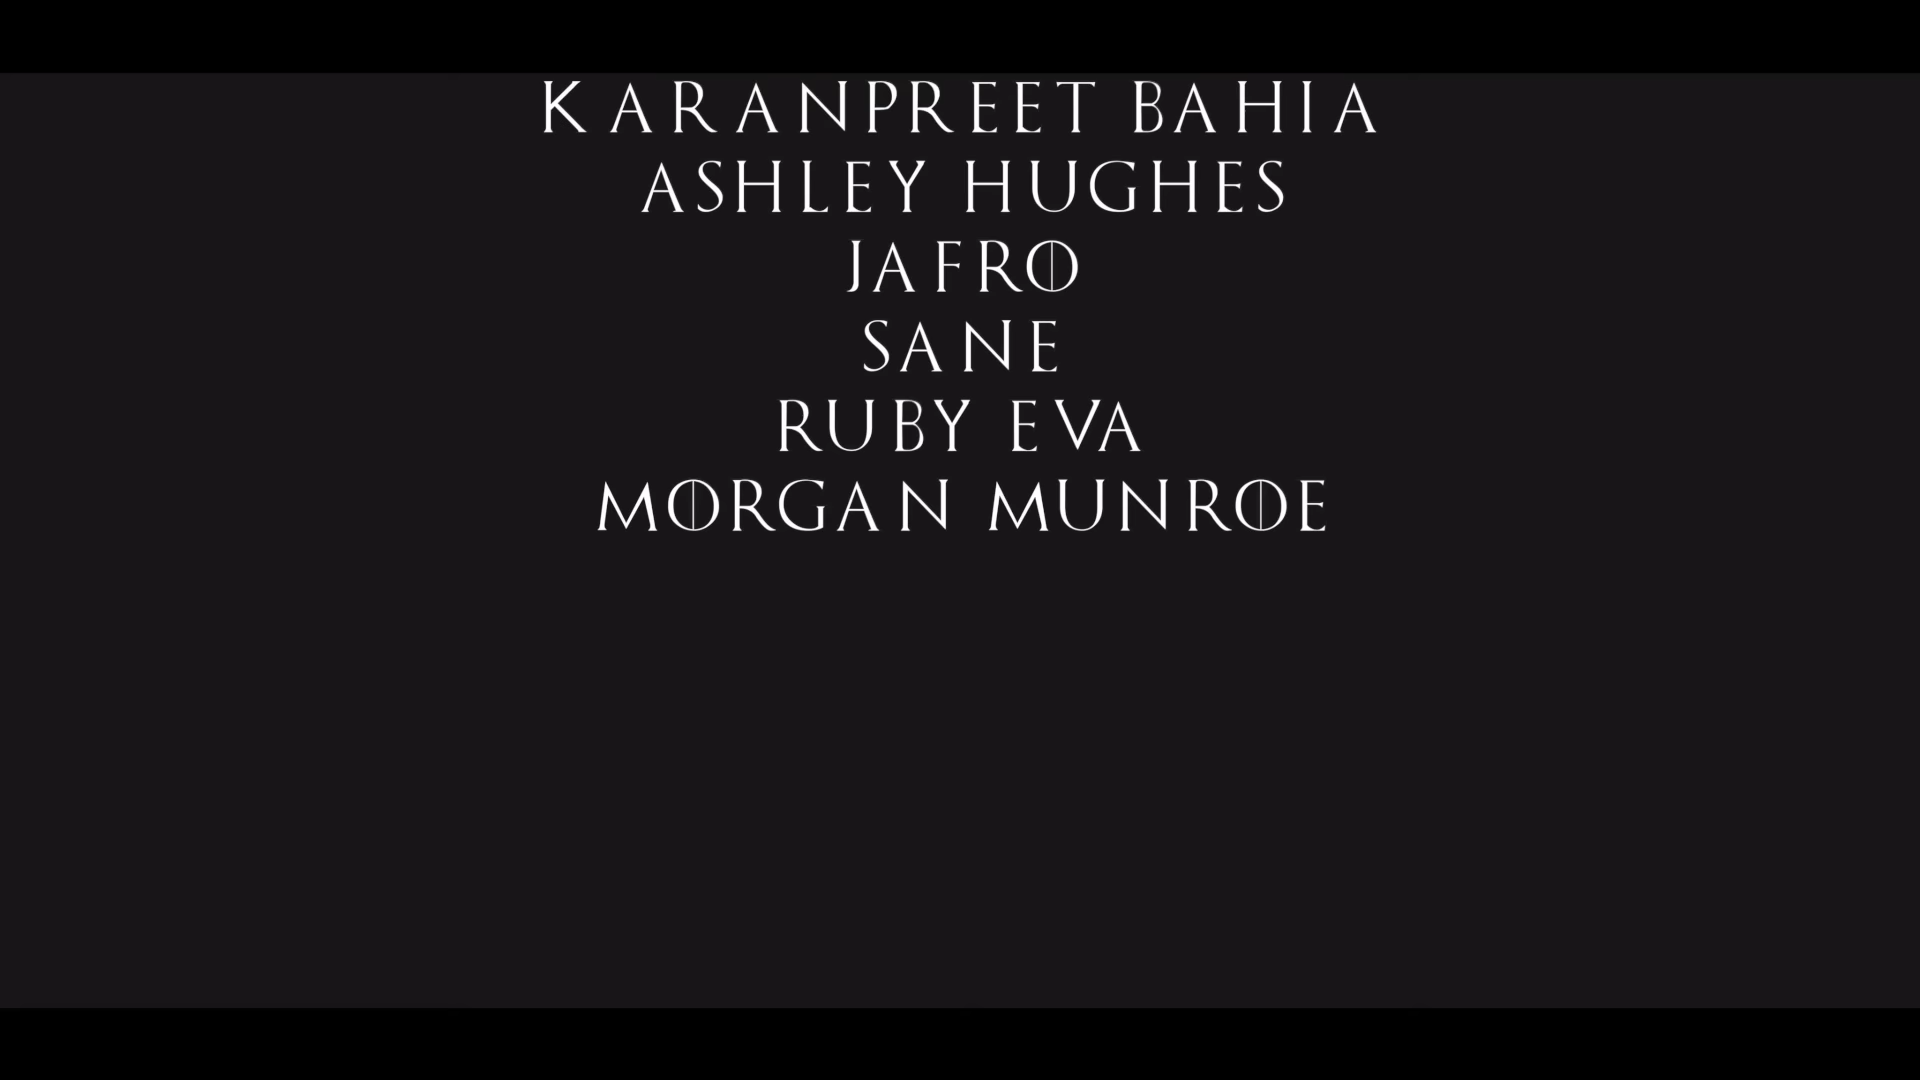 KARANPREET BAHIA
ASHLEY HUGHES
JAFRO
SANE
RUBY EVA
MORGAN MUNROE